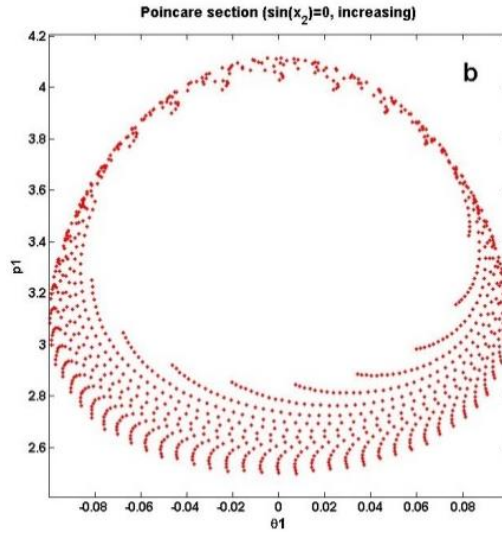 Poincare section (sin(x₂)=0, increasing)
b
4.2
4
3.8
3.6
3.4
3.2
3
2.8
2.6
p1
-0.08 -0.06 -0.04 -0.02 0 0.02 0.04 0.06 0.08
θ1